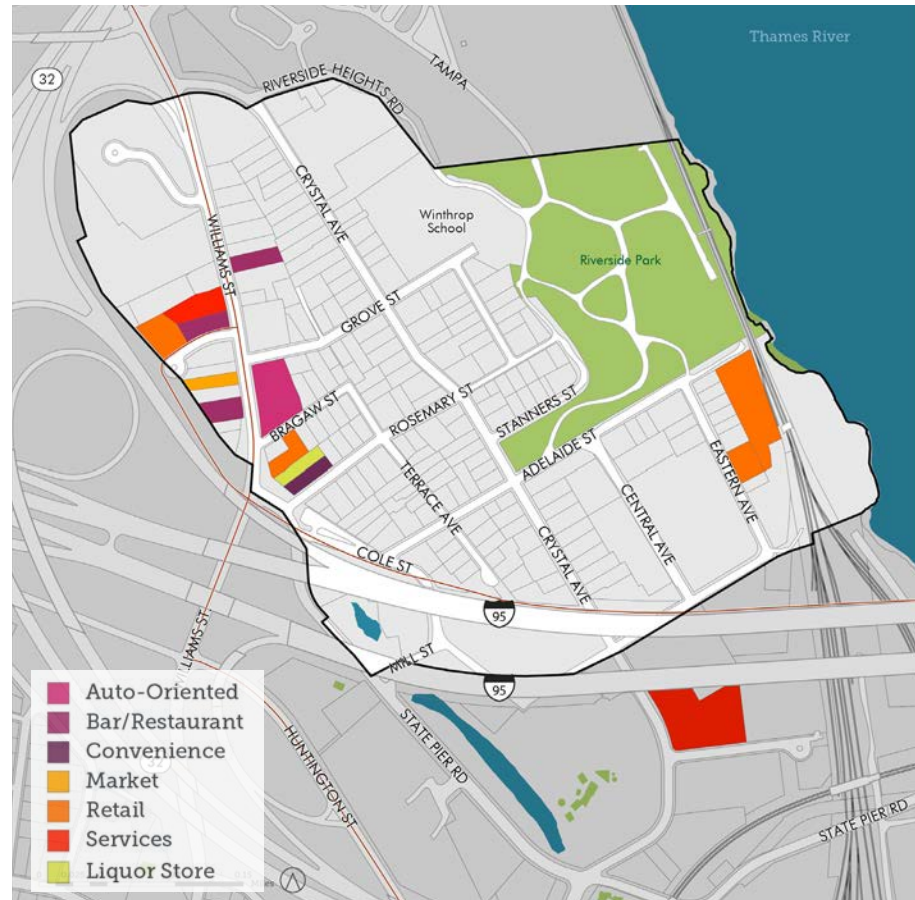 Thames River
32
TAMPA
RIVERSIDE HEIGHTS RD
CRYSTAL AVE
Winthrop
School
WILLIAMS ST
Riverside Park
GROVE ST
BRAGAW ST
ROSEMARY ST
STANNERS ST
ADELAIDE ST
EASTERN AVE
TERRACE AVE
CENTRAL AVE
CRYSTAL AVE
COLE ST
95
WILLIAMS ST.
MILL ST
95
STATE PIER RD
HUNTINGTON ST
STATE PIER RD
32
Auto-Oriented
Bar/Restaurant
Convenience
Market
Retail
Services
Liquor Store
Miles